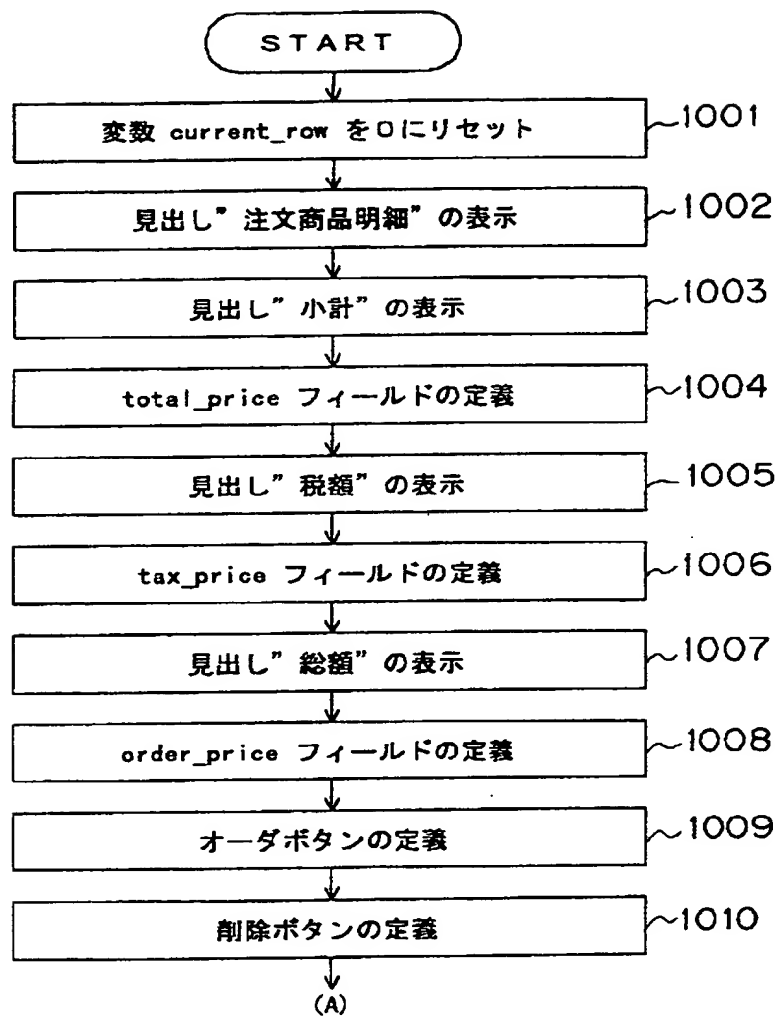 START
変数 current_row を0にリセット
1001
見出し”注文商品明細”の表示
1002
見出し”小計”の表示
1003
total_price フィールドの定義
1004
見出し”税額”の表示
1005
tax_price フィールドの定義
1006
見出し”総額”の表示
1007
order_price フィールドの定義
1008
オーダボタンの定義
1009
削除ボタンの定義
1010
(A)